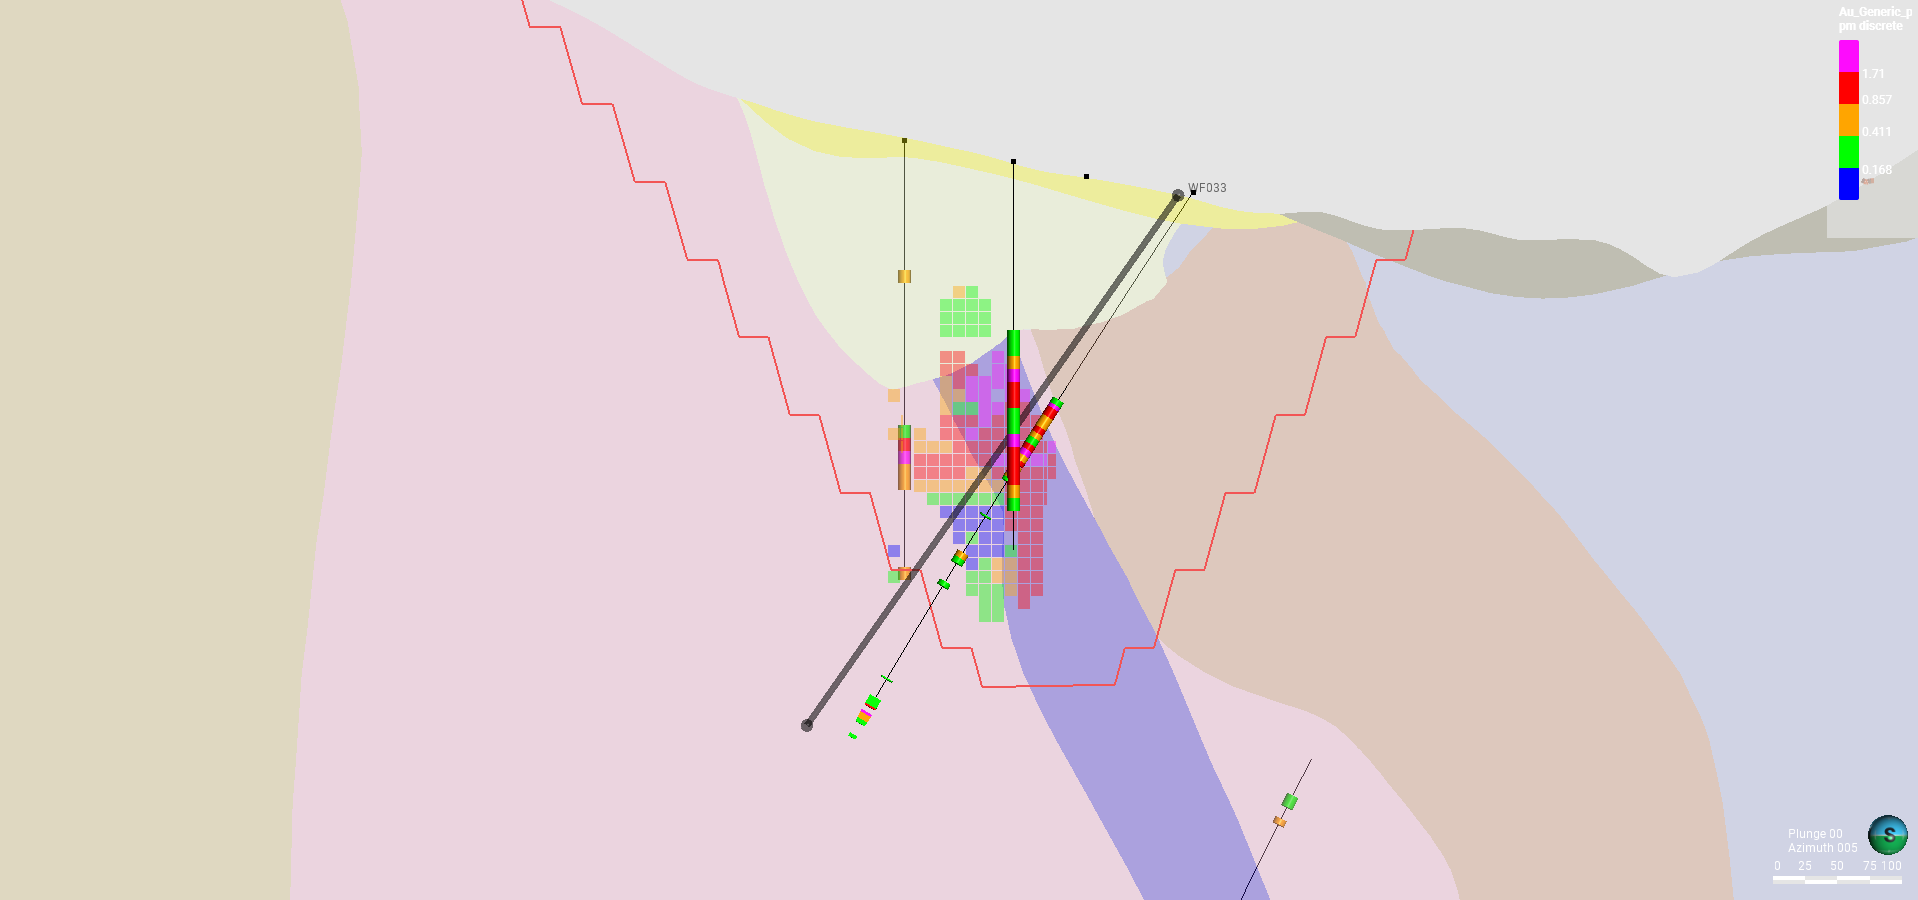 Au_Generic_p
pm discrete
1.71
0.857
0.411
0.168
WF033
S
Plunge 00
Azimuth 005
0 25 50 75 100